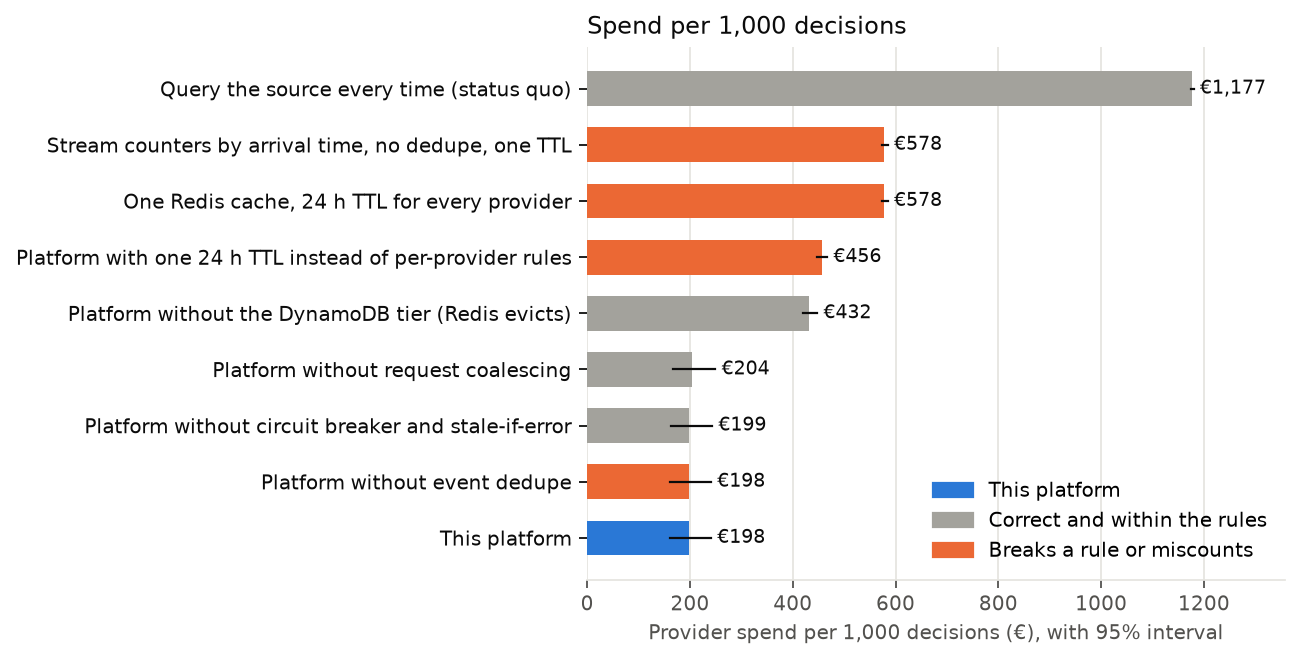 Spend per 1,000 decisions
Query the source every time (status quo)
€1,177
Stream counters by arrival time, no dedupe, one TTL
€578
One Redis cache, 24 h TTL for every provider
€578
Platform with one 24 h TTL instead of per-provider rules
€456
Platform without the DynamoDB tier (Redis evicts)
€432
Platform without request coalescing
€204
Platform without circuit breaker and stale-if-error
€199
Platform without event dedupe
€198
This platform
€198
This platform
Correct and within the rules
Breaks a rule or miscounts
0 200 400 600 800 1000 1200
Provider spend per 1,000 decisions (€), with 95% interval